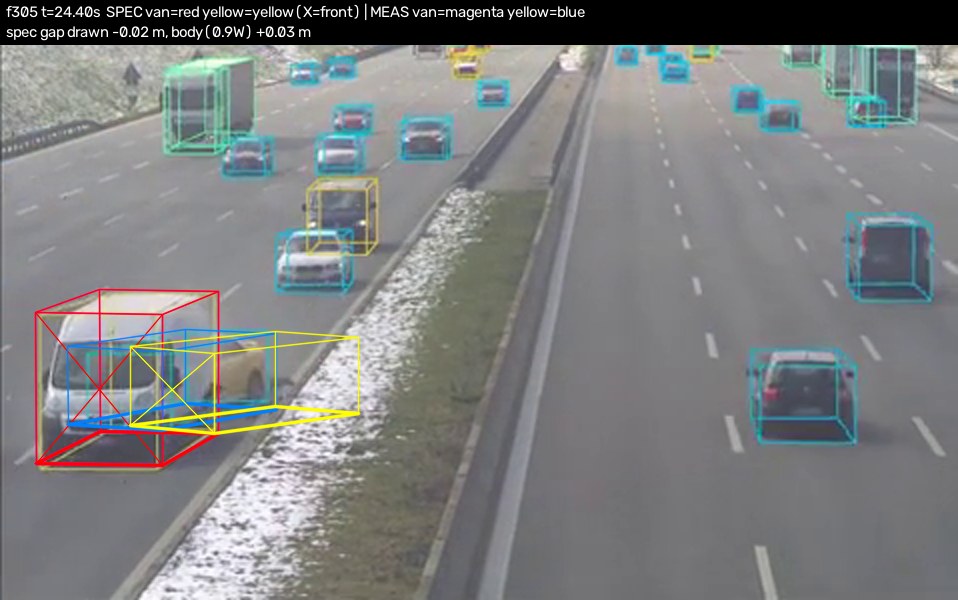 f305 t=24.40s SPEC van=red yellow=yellow (X=front) | MEAS van=magenta yellow=blue
spec gap drawn -0.02 m, body (0.9W) +0.03 m